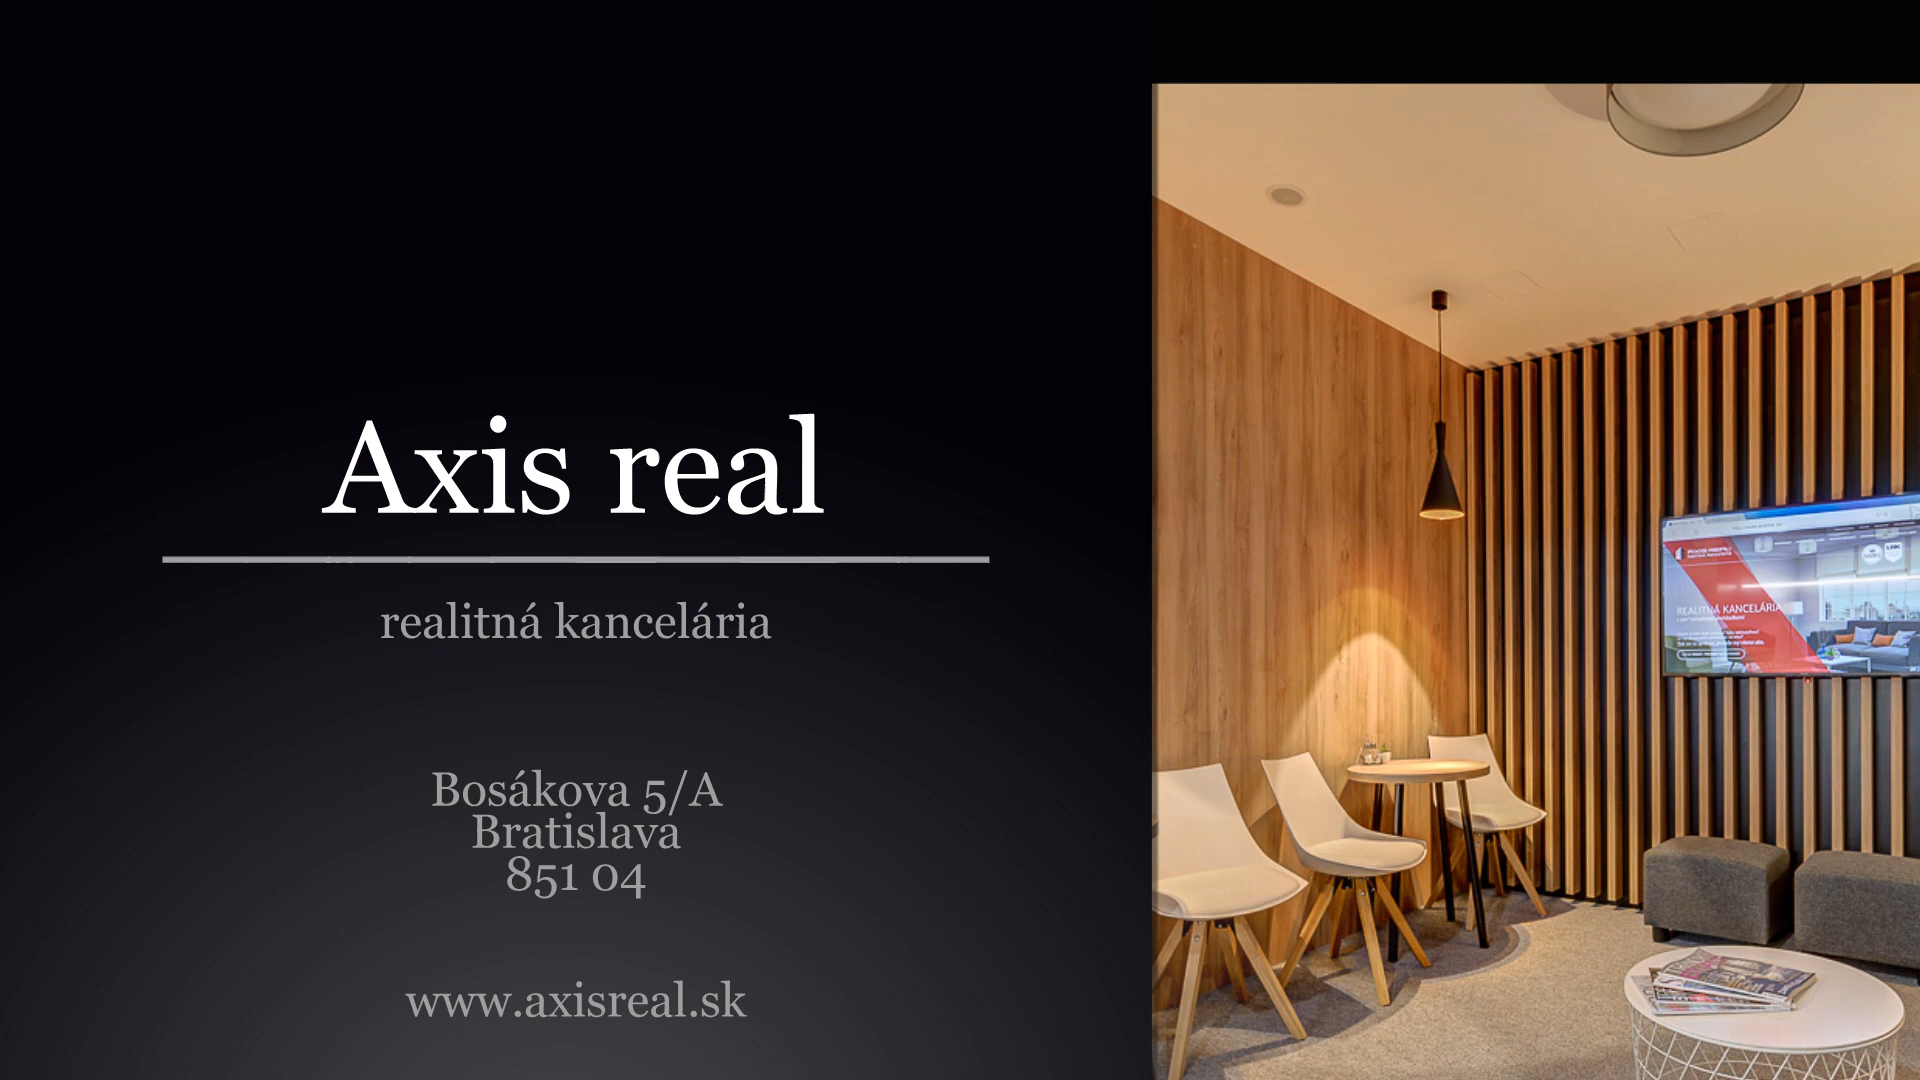 Axis real
realitná kancelária
Bosákova 5/A
Bratislava
851 04
www.axisreal.sk
REALITNÁ KANCELÁRIA